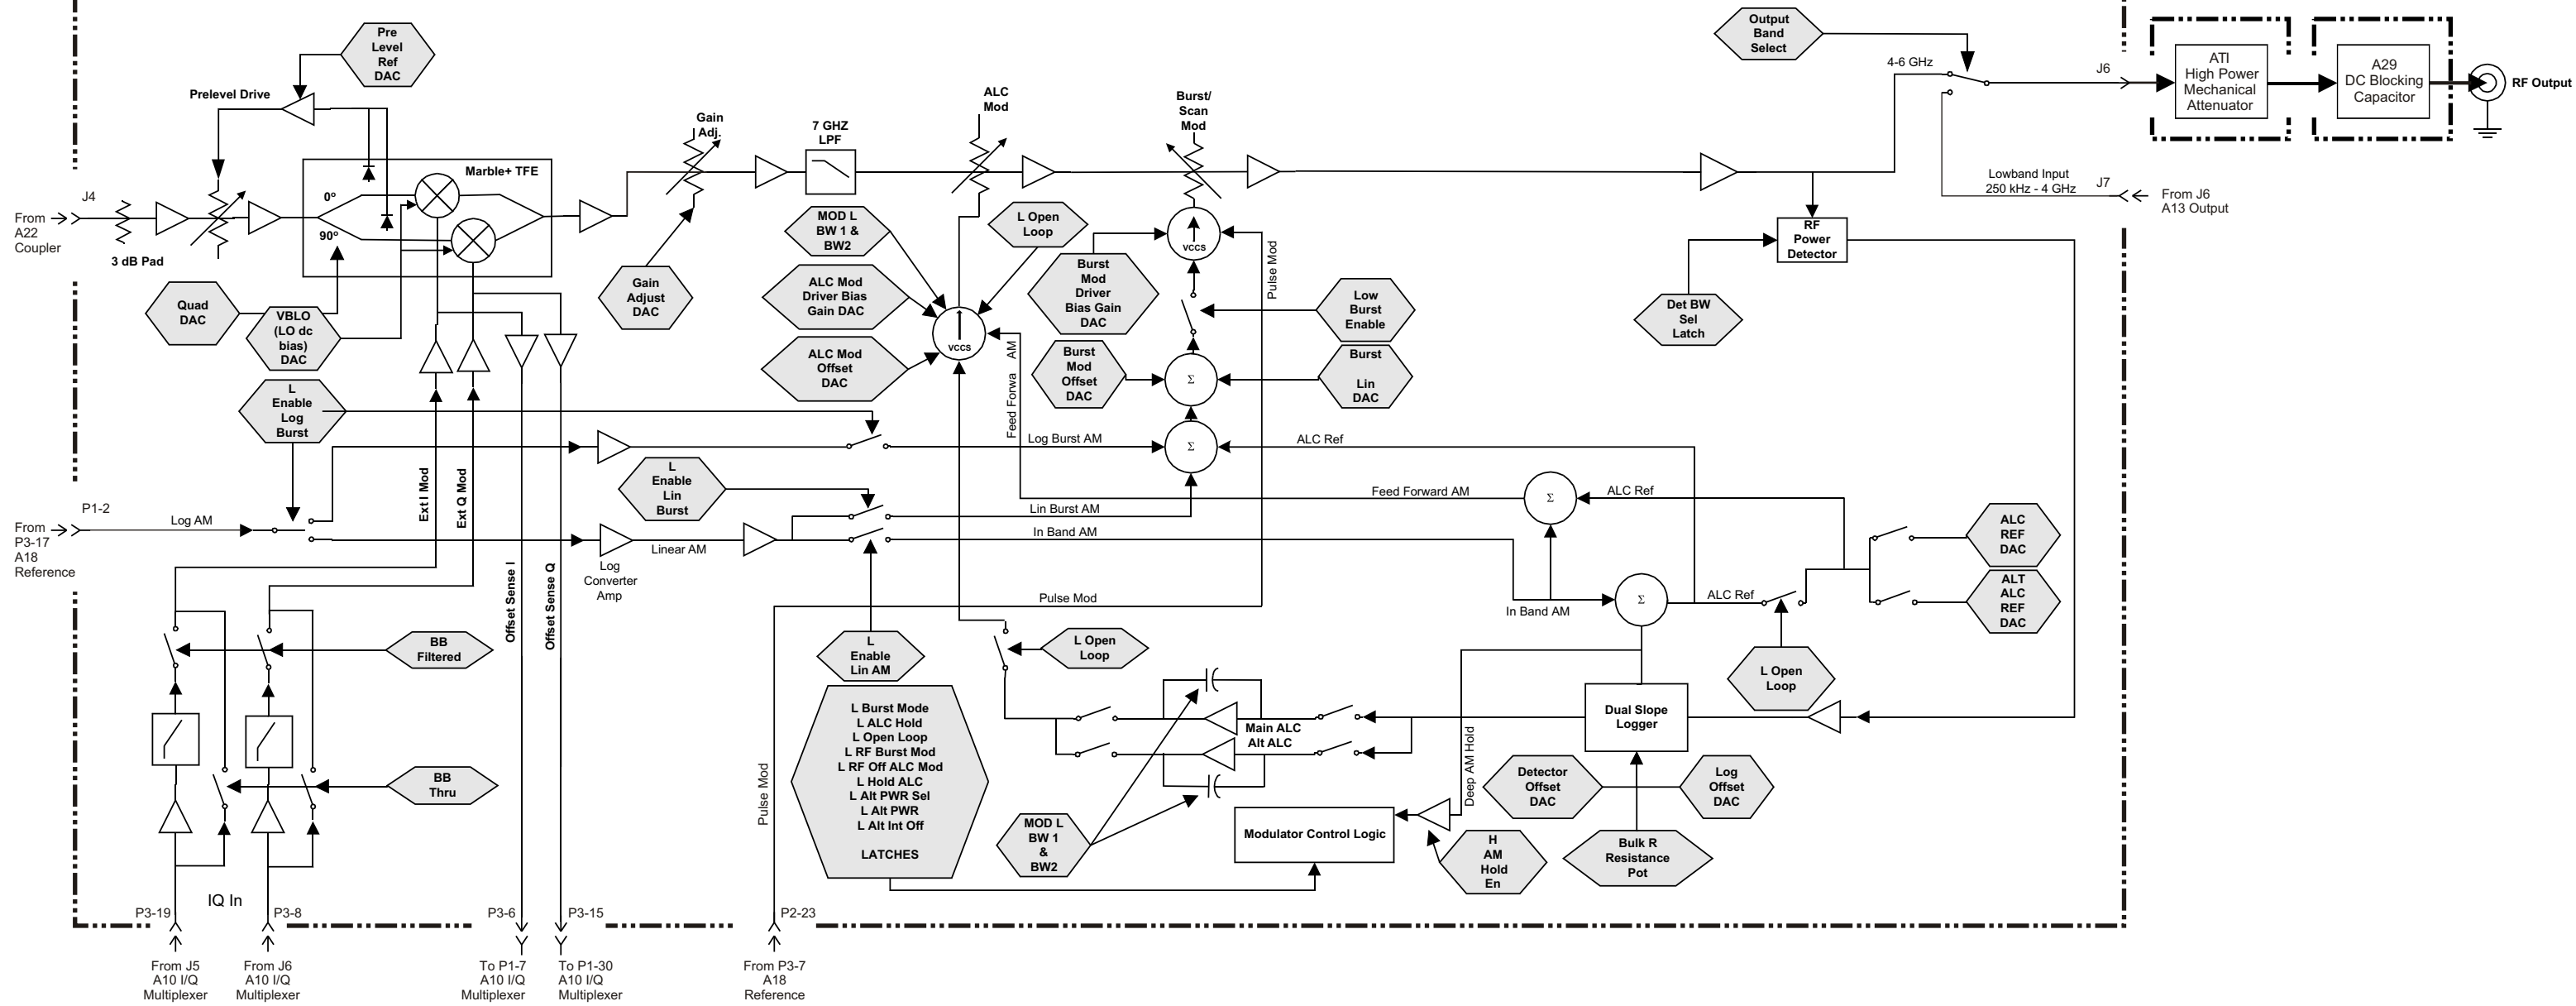 Pre
Level
Ref
DAC
Prelevel Drive
Marble+ TFE
0º
90º
J4
From
A22
Coupler
3 dB Pad
Quad
DAC
VBLO
(LO dc
bias)
DAC
L
Enable
Log
Burst
Gain
Adj.
7 GHZ
LPF
ALC
Mod
Burst/
Scan
Mod
Gain
Adjust
DAC
MOD L
BW 1 &
BW2
L Open
Loop
ALC Mod
Driver Bias
Gain DAC
ALC Mod
Offset
DAC
VCCS
VCCS
Burst
Mod
Driver
Bias Gain
DAC
Burst
Mod
Offset
DAC
Low
Burst
Enable
Burst
Lin
DAC
Σ
Σ
Pulse Mod
Feed Forwa AM
Output
Band
Select
4-6 GHz
J6
ATI
High Power
Mechanical
Attenuator
A29
DC Blocking
Capacitor
RF Output
Lowband Input
250 kHz - 4 GHz
J7
From J6
A13 Output
RF
Power
Detector
Det BW
Sel
Latch
Log Burst AM
ALC Ref
L
Enable
Lin
Burst
P1-2
From
P3-17
A18
Reference
Log AM
Ext I Mod
Ext Q Mod
Offset Sense I
Offset Sense Q
Log
Converter
Amp
Linear AM
Lin Burst AM
In Band AM
Feed Forward AM
Σ
ALC Ref
ALC
REF
DAC
ALT
ALC
REF
DAC
Σ
ALC Ref
In Band AM
Pulse Mod
L
Enable
Lin AM
L Open
Loop
L Open
Loop
BB
Filtered
BB
Thru
L Burst Mode
L ALC Hold
L Open Loop
L RF Burst Mod
L RF Off ALC Mod
L Hold ALC
L Alt PWR Sel
L Alt PWR
L Alt Int Off
LATCHES
Main ALC
Alt ALC
Dual Slope
Logger
Deep AM Hold
Detector
Offset
DAC
Log
Offset
DAC
MOD L
BW 1
&
BW2
Modulator Control Logic
H
AM
Hold
En
Bulk R
Resistance
Pot
Pulse Mod
IQ In
P3-19
P3-8
P3-6
P3-15
P2-23
From J5
A10 I/Q
Multiplexer
From J6
A10 I/Q
Multiplexer
To P1-7
A10 I/Q
Multiplexer
To P1-30
A10 I/Q
Multiplexer
From P3-7
A18
Reference